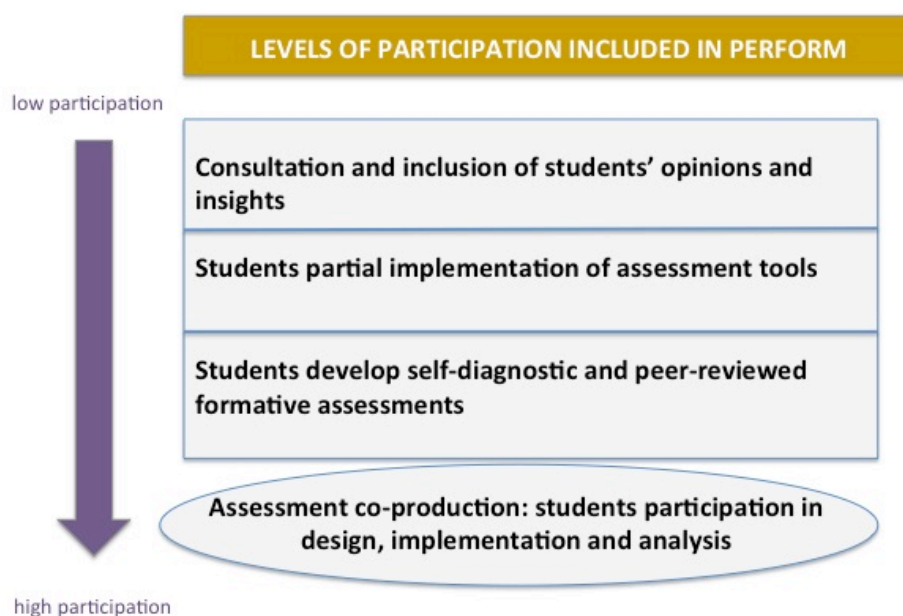 LEVELS OF PARTICIPATION INCLUDED IN PERFORM
low participation
Consultation and inclusion of students’ opinions and
insights
Students partial implementation of assessment tools
Students develop self-diagnostic and peer-reviewed
formative assessments
Assessment co-production: students participation in
design, implementation and analysis
high participation